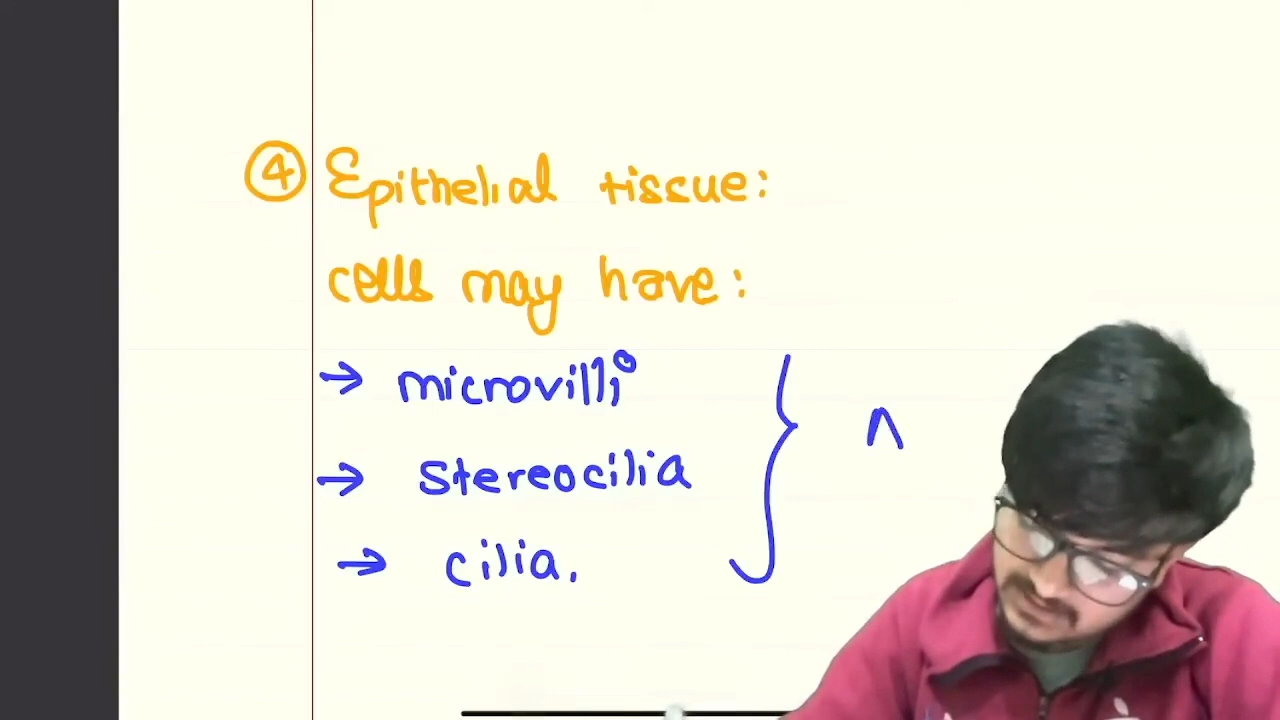 ④ Epithelial tissue:
cells may have:
→ microvilli
→ stereocilia
→ cilia.